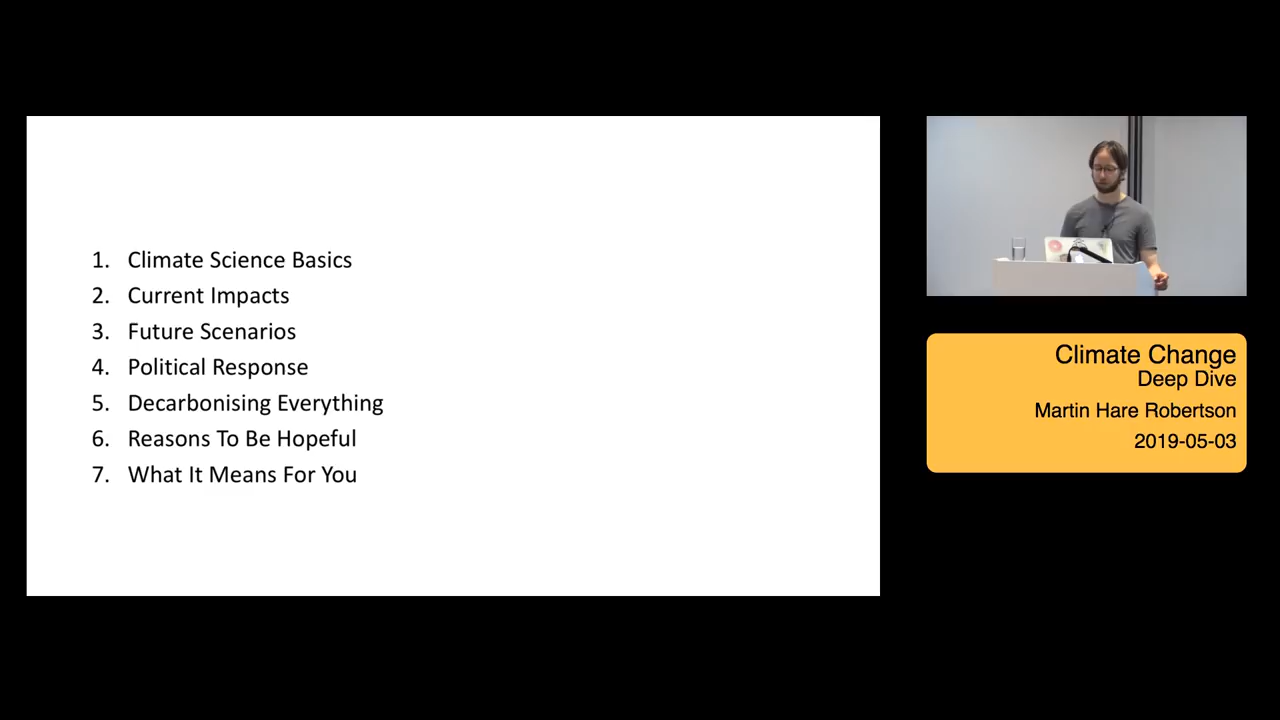 1. Climate Science Basics
2. Current Impacts
3. Future Scenarios
4. Political Response
5. Decarbonising Everything
6. Reasons To Be Hopeful
7. What It Means For You
Climate Change
Deep Dive
Martin Hare Robertson
2019-05-03